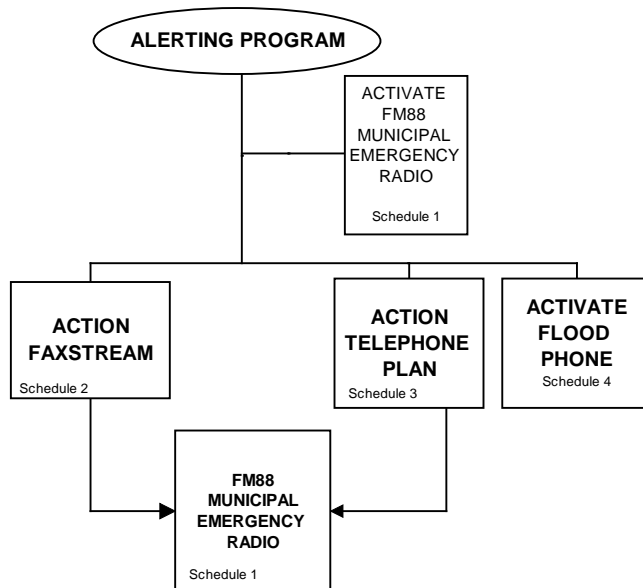 ALERTING PROGRAM
ACTIVATE
FM88
MUNICIPAL
EMERGENCY
RADIO
Schedule 1
ACTION
FAXSTREAM
Schedule 2
ACTION
TELEPHONE
PLAN
Schedule 3
ACTIVATE
FLOOD
PHONE
Schedule 4
FM88
MUNICIPAL
EMERGENCY
RADIO
Schedule 1